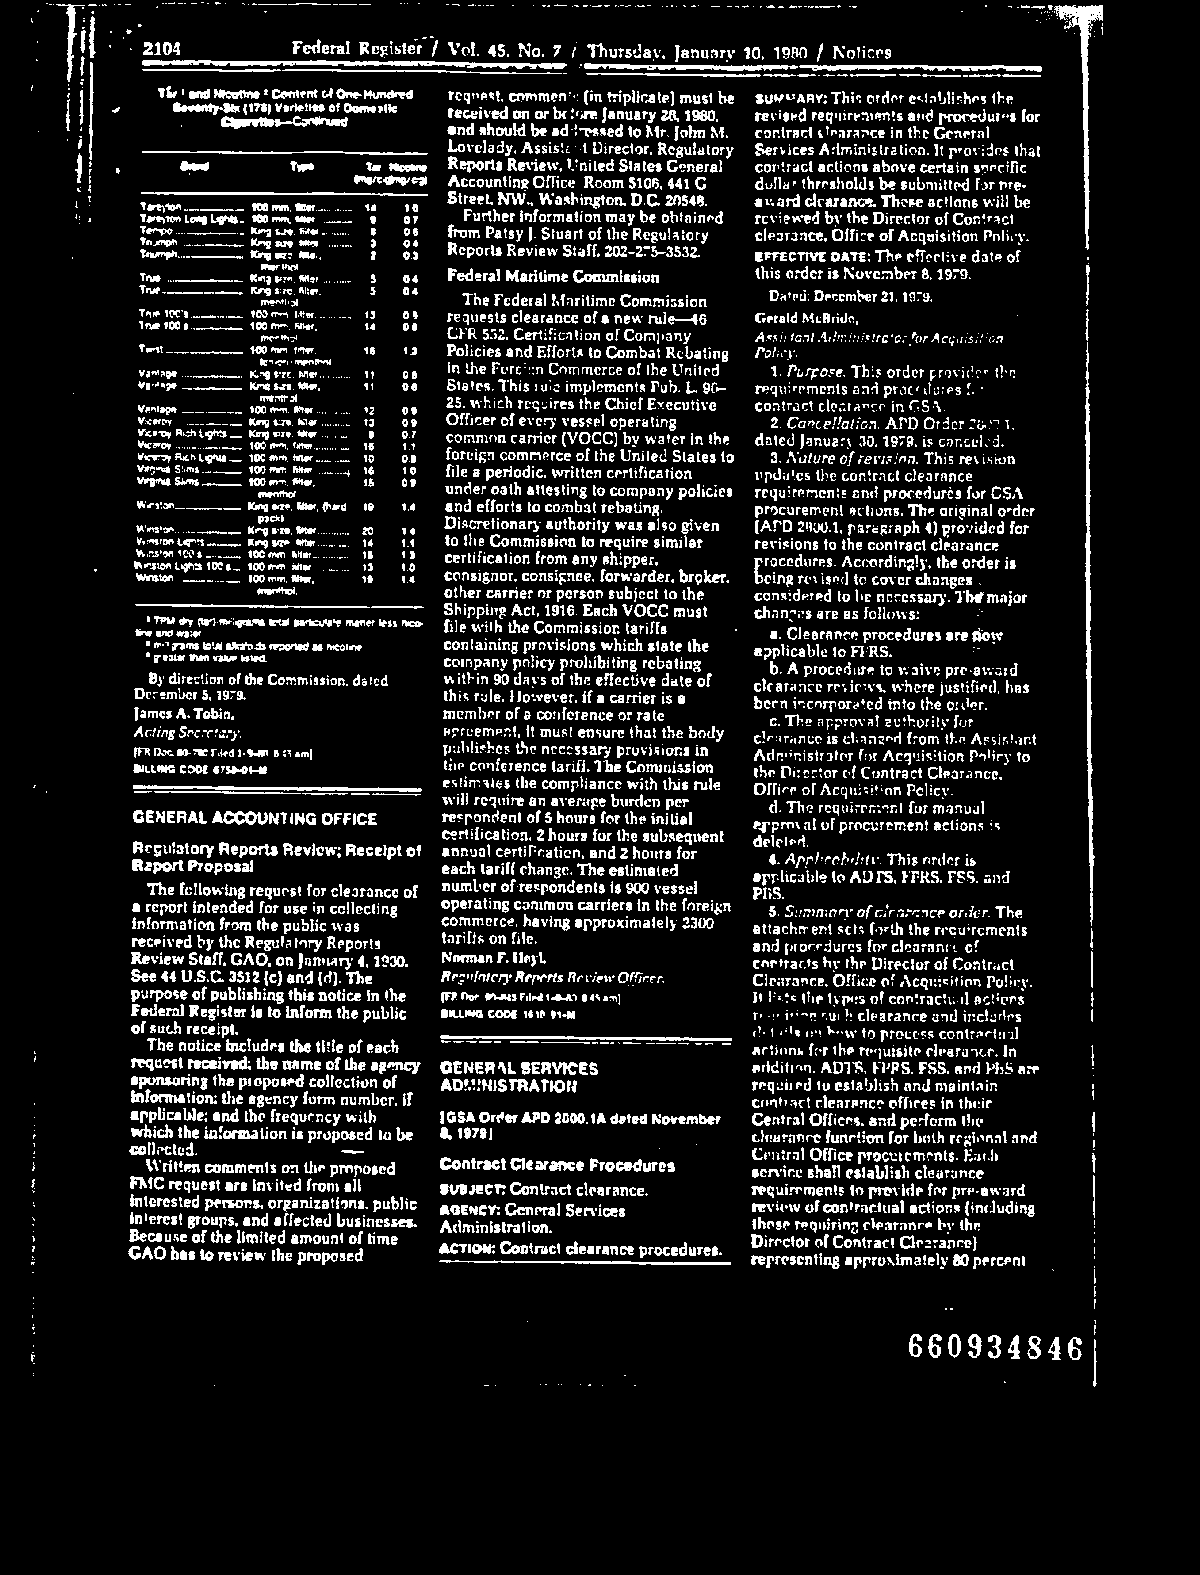 2104 Federal Register / Vol. 45, No. 7 / Thursday, January 10, 1980 / Notices
Tar ¹ and Nicotine ² Content of One-Hundred
Seventy-Six (176) Varieties of Domestic
Cigarettes—Continued
Brand Type Tar Nicotine
(mg/cig) (mg/cig)
Tareyton 100 mm, filter 14 1.0
Tareyton Long Lights 100 mm, filter 9 0.7
Tempo King size, filter 8 0.6
Triumph King size, filter 3 0.4
Triumph King size filter, 2 0.3
menthol
True King size, filter 5 0.4
True King size, filter, 5 0.4
menthol
True 100's 100 mm, filter 13 0.9
True 100's 100 mm, filter, 14 0.8
menthol
Twist 100 mm, filter, 16 1.3
lemon menthol
Vantage King size, filter 11 0.8
Vantage King size, filter, 11 0.8
menthol
Vantage 100 mm, filter 12 0.9
Viceroy King size, filter 13 0.9
Viceroy Rich Lights King size, filter 8 0.7
Viceroy 100 mm, filter 15 1.1
Viceroy Rich Lights 100 mm, filter 10 0.8
Virginia Slims 100 mm, filter 16 1.0
Virginia Slims 100 mm, filter, 15 0.9
menthol
Winston King size, filter, (hard 19 1.4
pack)
Winston King size, filter 20 1.4
Winston Lights King size, filter 14 1.1
Winston 100's 100 mm, filter 18 1.3
Winston Lights 100's 100 mm, filter 13 1.0
Winston 100 mm, filter, 19 1.4
menthol.
¹ TPM dry (tar)-milligrams total particulate matter less nico-
tine and water
² milligrams total alkaloids reported as nicotine
greater than value listed.
By direction of the Commission, dated
December 5, 1979.
James A. Tobin,
Acting Secretary.
[FR Doc. Filed 8:45 am]
BILLING CODE 6750-01-M
GENERAL ACCOUNTING OFFICE
Regulatory Reports Review; Receipt of
Report Proposal
The following request for clearance of
a report intended for use in collecting
information from the public was
received by the Regulatory Reports
Review Staff, GAO, on January 4, 1980.
See 44 U.S.C. 3512 (c) and (d). The
purpose of publishing this notice in the
Federal Register is to inform the public
of such receipt.
The notice includes the title of each
request received; the name of the agency
sponsoring the proposed collection of
information; the agency form number, if
applicable; and the frequency with
which the information is proposed to be
collected.
Written comments on the proposed
FMC request are invited from all
interested persons, organizations, public
interest groups, and affected businesses.
Because of the limited amount of time
GAO has to review the proposed
request, comments (in triplicate) must be
received on or before January 28, 1980,
and should be addressed to Mr. John M.
Lovelady, Assistant Director, Regulatory
Reports Review, United States General
Accounting Office, Room 5106, 441 G
Street, NW., Washington, D.C. 20548.
Further information may be obtained
from Patsy J. Stuart of the Regulatory
Reports Review Staff, 202-275-3532.
Federal Maritime Commission
The Federal Maritime Commission
requests clearance of a new rule—46
CFR 552, Certification of Company
Policies and Efforts to Combat Rebating
in the Foreign Commerce of the United
States. This rule implements Pub. L. 96-
25, which requires the Chief Executive
Officer of every vessel operating
common carrier (VOCC) by water in the
foreign commerce of the United States to
file a periodic, written certification
under oath attesting to company policies
and efforts to combat rebating.
Discretionary authority was also given
to the Commission to require similar
certification from any shipper,
consignor, consignee, forwarder, broker,
other carrier or person subject to the
Shipping Act, 1916. Each VOCC must
file with the Commission tariffs
containing provisions which state the
company policy prohibiting rebating
within 90 days of the effective date of
this rule. However, if a carrier is a
member of a conference or rate
agreement, it must ensure that the body
publishes the necessary provisions in
the conference tariff. The Commission
estimates the compliance with this rule
will require an average burden per
respondent of 5 hours for the initial
certification, 2 hours for the subsequent
annual certification, and 2 hours for
each tariff change. The estimated
number of respondents is 900 vessel
operating common carriers in the foreign
commerce, having approximately 2300
tariffs on file.
Norman F. Heyl,
Regulatory Reports Review Officer.
[FR Doc. Filed 8:45 am]
BILLING CODE 1610-01-M
GENERAL SERVICES
ADMINISTRATION
[GSA Order APD 2800.1A dated November
8, 1979]
Contract Clearance Procedures
SUBJECT: Contract clearance.
AGENCY: General Services
Administration.
ACTION: Contract clearance procedures.
SUMMARY: This order establishes the
revised requirements and procedures for
contract clearance in the General
Services Administration. It provides that
contract actions above certain specific
dollar thresholds be submitted for pre-
award clearance. These actions will be
reviewed by the Director of Contract
clearance, Office of Acquisition Policy.
EFFECTIVE DATE: The effective date of
this order is November 8, 1979.
Dated: December 21, 1979.
Gerald McBride,
Assistant Administrator for Acquisition
Policy.
1. Purpose. This order provides the
requirements and procedures for
contract clearance in GSA.
2. Cancellation. APD Order 2800.1,
dated January 30, 1979, is canceled.
3. Nature of revision. This revision
updates the contract clearance
requirements and procedures for GSA
procurement actions. The original order
(APD 2800.1, paragraph 4) provided for
revisions to the contract clearance
procedures. Accordingly, the order is
being revised to cover changes
considered to be necessary. The major
changes are as follows:
a. Clearance procedures are now
applicable to FPRS.
b. A procedure to waive pre-award
clearance reviews, where justified, has
been incorporated into the order.
c. The approval authority for
clearance is changed from the Assistant
Administrator for Acquisition Policy to
the Director of Contract Clearance,
Office of Acquisition Policy.
d. The requirement for manual
approval of procurement actions is
deleted.
4. Applicability. This order is
applicable to ADTS, FPRS, FSS, and
PBS.
5. Summary of clearance order. The
attachment sets forth the requirements
and procedures for clearance of
contracts by the Director of Contract
Clearance, Office of Acquisition Policy.
It lists the types of contractual actions
requiring such clearance and includes
details on how to process contractual
actions for the requisite clearance. In
addition, ADTS, FPRS, FSS, and PBS are
required to establish and maintain
contract clearance offices in their
Central Offices, and perform the
clearance function for both regional and
Central Office procurements. Each
service shall establish clearance
requirements to provide for pre-award
review of contractual actions (including
those requiring clearance by the
Director of Contract Clearance)
representing approximately 80 percent
660934846